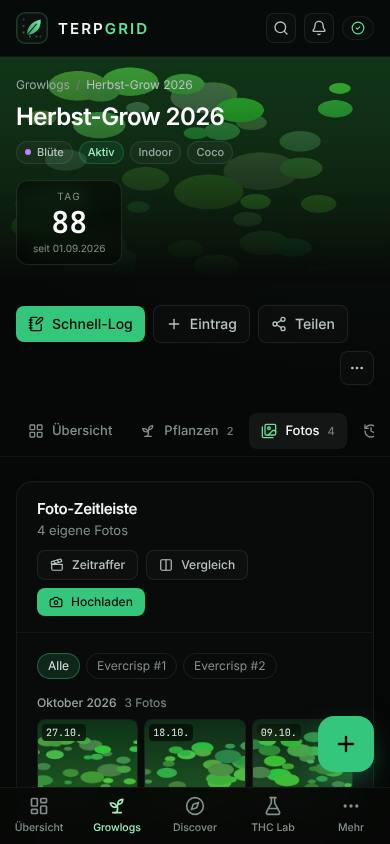 TERPGRID
Growlogs / Herbst-Grow 2026
Herbst-Grow 2026
Blüte Aktiv Indoor Coco
TAG
88
seit 01.09.2026
Schnell-Log Eintrag Teilen
Übersicht Pflanzen 2 Fotos 4
Foto-Zeitleiste
4 eigene Fotos
Zeitraffer Vergleich
Hochladen
Alle Evercrisp #1 Evercrisp #2
Oktober 2026 3 Fotos
27.10. 18.10. 09.10.
Übersicht Growlogs Discover THC Lab Mehr